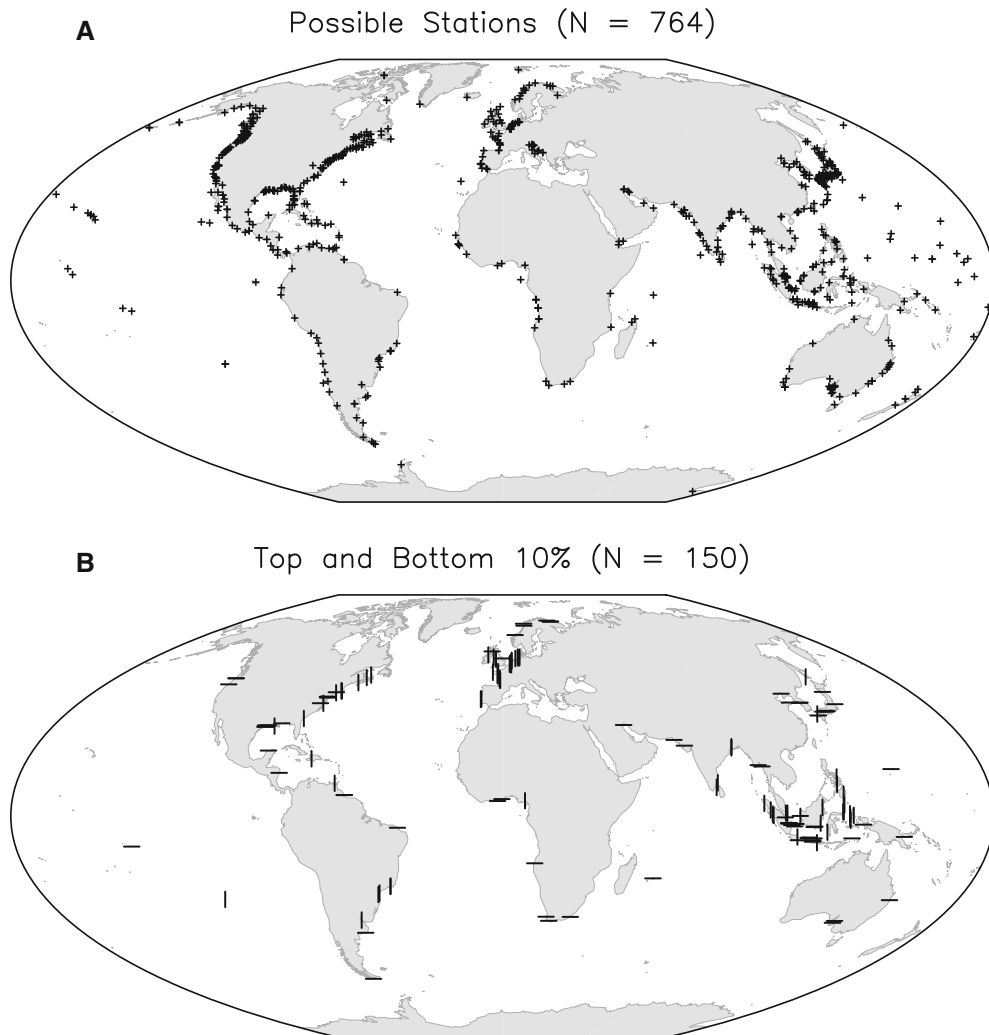 A
Possible Stations (N = 764)
B
Top and Bottom 10% (N = 150)